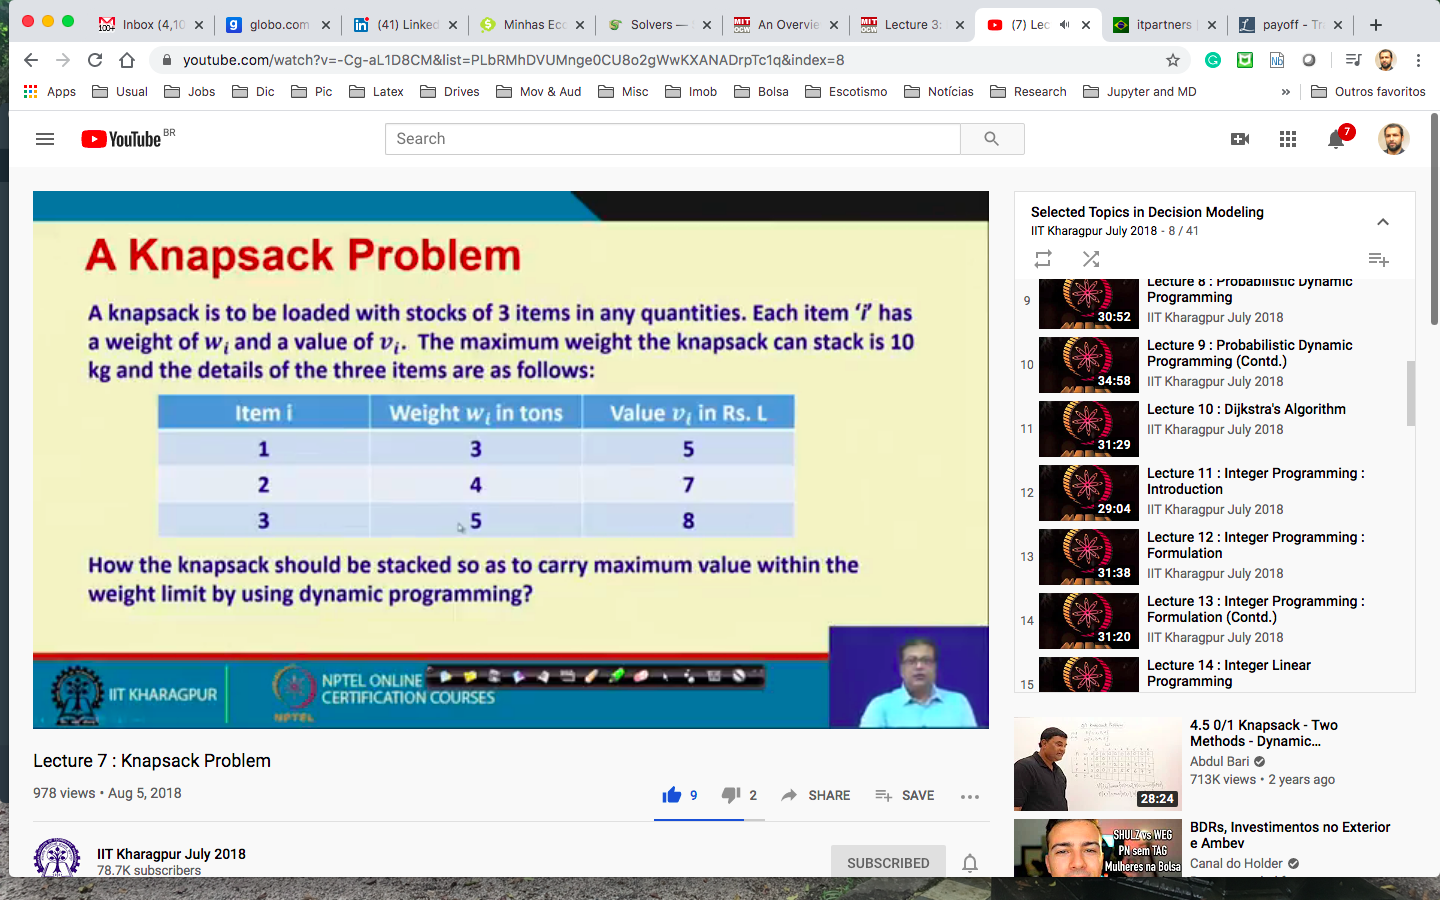 Inbox (4,10
globo.com
(41) Linked
Minhas Ecc
Solvers —
An Overvie
Lecture 3:
(7) Lec
itpartners
payoff - Tra
youtube.com/watch?v=-Cg-aL1D8CM&list=PLbRMhDVUMnge0CU8o2gWwKXANADrpTc1q&index=8
Apps
Usual
Jobs
Dic
Pic
Latex
Drives
Mov & Aud
Misc
Imob
Bolsa
Escotismo
Notícias
Research
Jupyter and MD
»
Outros favoritos
YouTube BR
Search
7
A Knapsack Problem
A knapsack is to be loaded with stocks of 3 items in any quantities. Each item ‘i’ has
a weight of wi and a value of vi. The maximum weight the knapsack can stack is 10
kg and the details of the three items are as follows:
Item i Weight wi in tons Value vi in Rs. L
1 3 5
2 4 7
3 5 8
How the knapsack should be stacked so as to carry maximum value within the
weight limit by using dynamic programming?
IIT KHARAGPUR
NPTEL
NPTEL ONLINE
CERTIFICATION COURSES
Lecture 7 : Knapsack Problem
978 views • Aug 5, 2018
9
2
SHARE
SAVE
IIT Kharagpur July 2018
78.7K subscribers
SUBSCRIBED
Selected Topics in Decision Modeling
IIT Kharagpur July 2018 - 8 / 41
9
30:52
Lecture 8 : Probabilistic Dynamic
Programming
IIT Kharagpur July 2018
10
34:58
Lecture 9 : Probabilistic Dynamic
Programming (Contd.)
IIT Kharagpur July 2018
11
31:29
Lecture 10 : Dijkstra's Algorithm
IIT Kharagpur July 2018
12
29:04
Lecture 11 : Integer Programming :
Introduction
IIT Kharagpur July 2018
13
31:38
Lecture 12 : Integer Programming :
Formulation
IIT Kharagpur July 2018
14
31:20
Lecture 13 : Integer Programming :
Formulation (Contd.)
IIT Kharagpur July 2018
15
Lecture 14 : Integer Linear
Programming
28:24
4.5 0/1 Knapsack - Two
Methods - Dynamic...
Abdul Bari
713K views • 2 years ago
SHULZ vs WEG
PN sem TAG
Mulheres na Bolsa
BDRs, Investimentos no Exterior
e Ambev
Canal do Holder